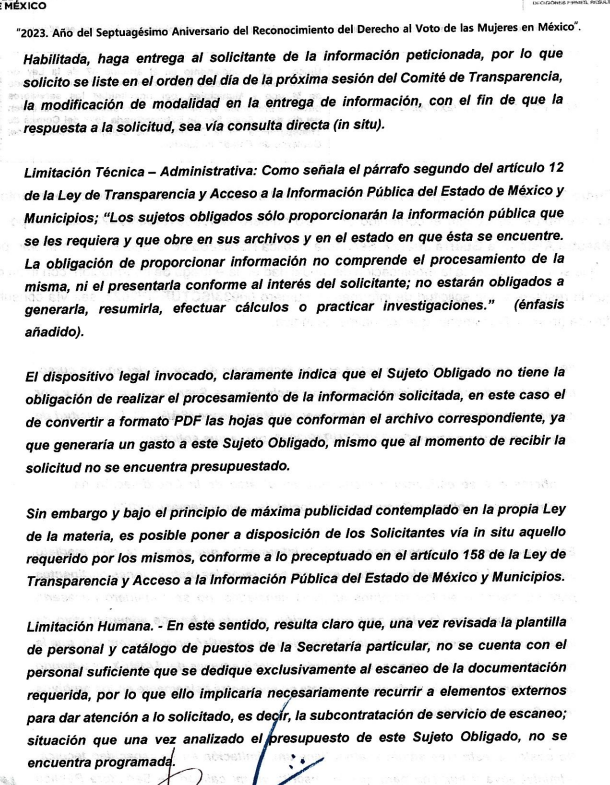 E MÉXICO
"2023. Año del Septuagésimo Aniversario del Reconocimiento del Derecho al Voto de las Mujeres en México".
Habilitada, haga entrega al solicitante de la información peticionada, por lo que
solicito se liste en el orden del día de la próxima sesión del Comité de Transparencia,
la modificación de modalidad en la entrega de información, con el fin de que la
respuesta a la solicitud, sea vía consulta directa (in situ).
Limitación Técnica – Administrativa: Como señala el párrafo segundo del artículo 12
de la Ley de Transparencia y Acceso a la Información Pública del Estado de México y
Municipios; "Los sujetos obligados sólo proporcionarán la información pública que
se les requiera y que obre en sus archivos y en el estado en que ésta se encuentre.
La obligación de proporcionar información no comprende el procesamiento de la
misma, ni el presentarla conforme al interés del solicitante; no estarán obligados a
generarla, resumirla, efectuar cálculos o practicar investigaciones." (énfasis
añadido).
El dispositivo legal invocado, claramente indica que el Sujeto Obligado no tiene la
obligación de realizar el procesamiento de la información solicitada, en este caso el
de convertir a formato PDF las hojas que conforman el archivo correspondiente, ya
que generaría un gasto a este Sujeto Obligado, mismo que al momento de recibir la
solicitud no se encuentra presupuestado.
Sin embargo y bajo el principio de máxima publicidad contemplado en la propia Ley
de la materia, es posible poner a disposición de los Solicitantes vía in situ aquello
requerido por los mismos, conforme a lo preceptuado en el artículo 158 de la Ley de
Transparencia y Acceso a la Información Pública del Estado de México y Municipios.
Limitación Humana. - En este sentido, resulta claro que, una vez revisada la plantilla
de personal y catálogo de puestos de la Secretaría particular, no se cuenta con el
personal suficiente que se dedique exclusivamente al escaneo de la documentación
requerida, por lo que ello implicaría necesariamente recurrir a elementos externos
para dar atención a lo solicitado, es decir, la subcontratación de servicio de escaneo;
situación que una vez analizado el presupuesto de este Sujeto Obligado, no se
encuentra programada.